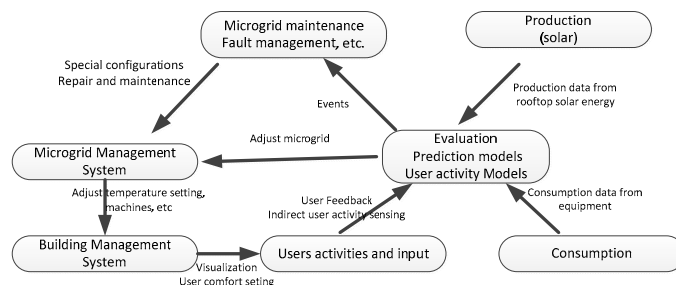 Microgrid maintenance
Fault management, etc.
Production
(solar)
Special configurations
Repair and maintenance
Production data from
rooftop solar energy
Events
Adjust microgrid
Evaluation
Prediction models
User activity Models
Microgrid Management
System
Adjust temperature setting,
machines, etc
User Feedback
Indirect user activity sensing
Consumption data from
equipment
Building Management
System
Visualization
User comfort seting
Users activities and input
Consumption